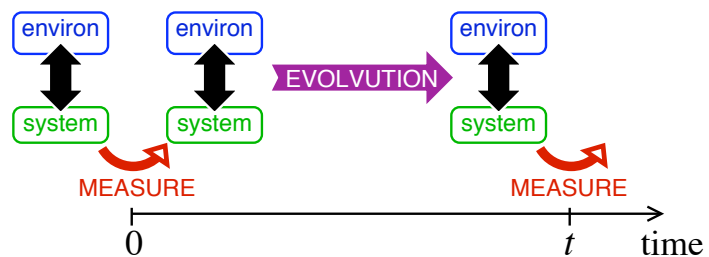 environ environ environ
EVOLVUTION
system system system
MEASURE MEASURE
0 t time